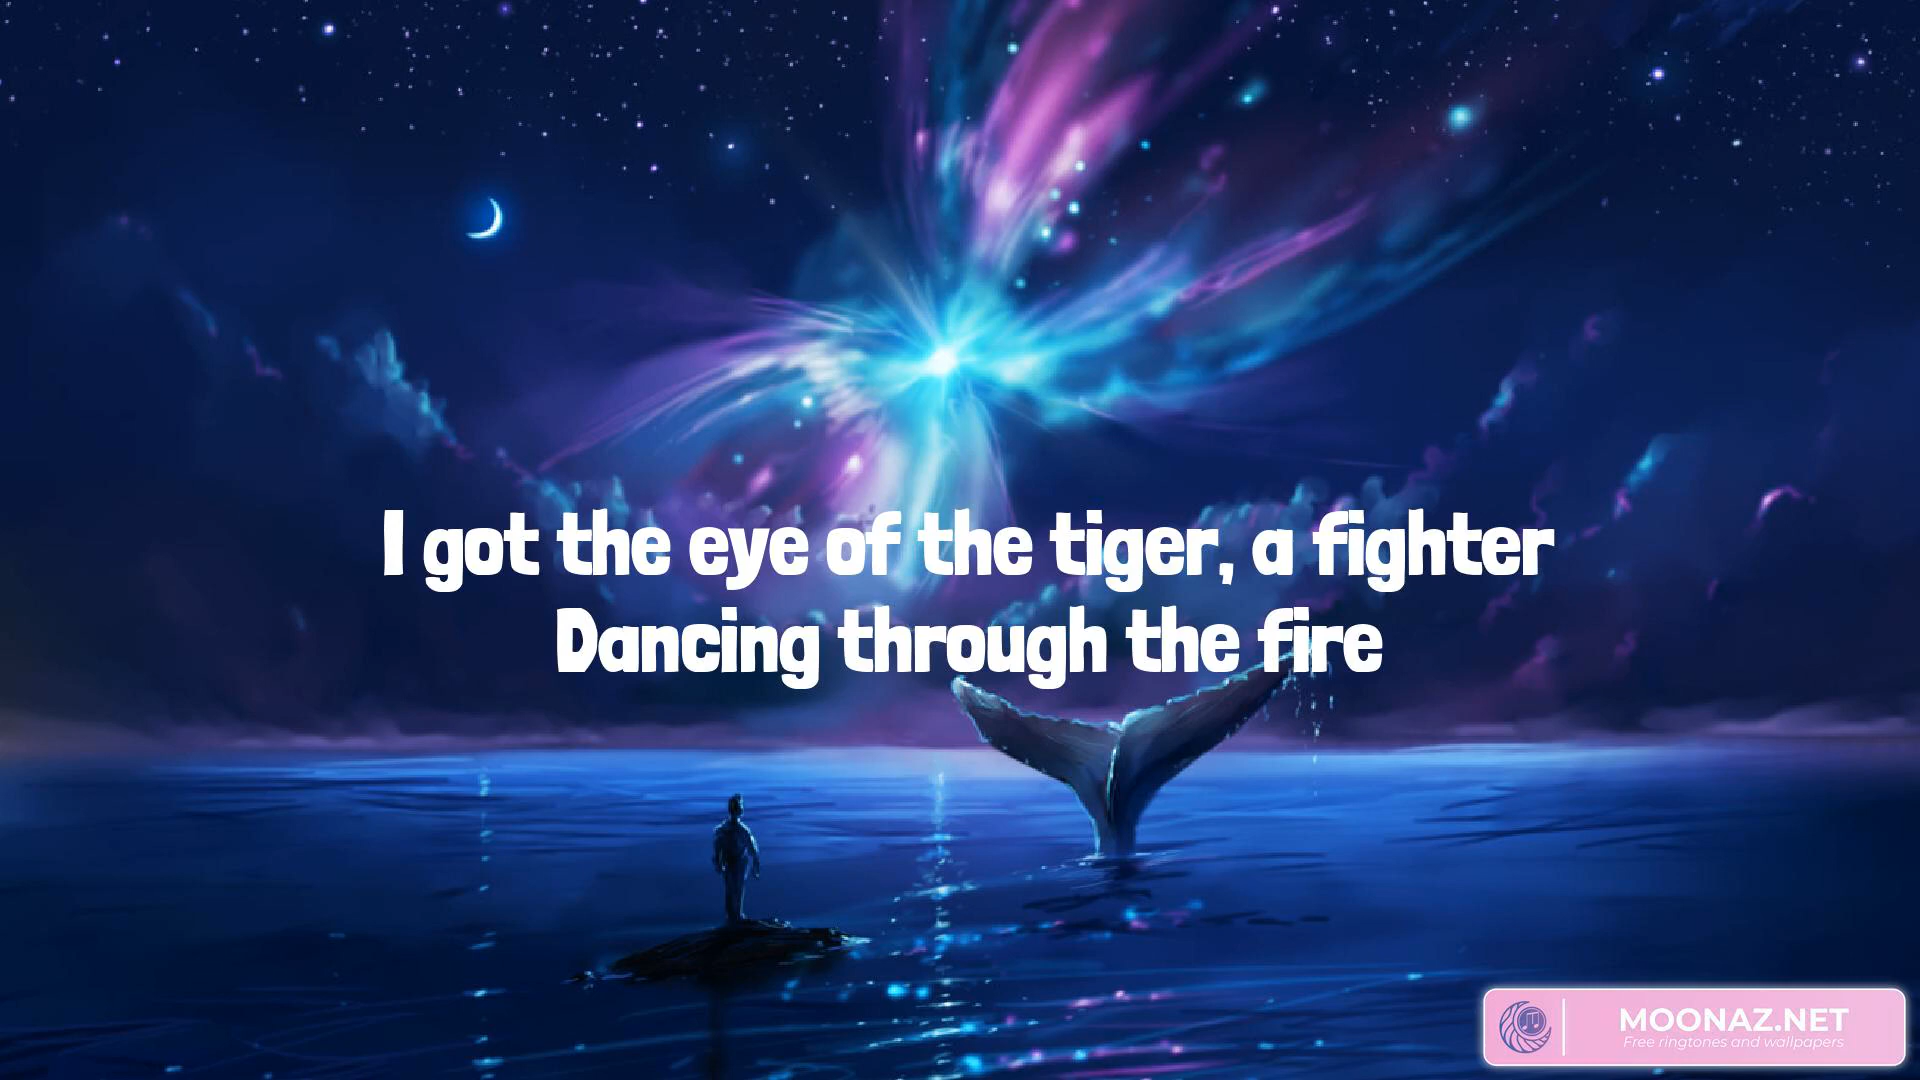 I got the eye of the tiger, a fighter
Dancing through the fire
MOONAZ.NET
Free ringtones and wallpapers